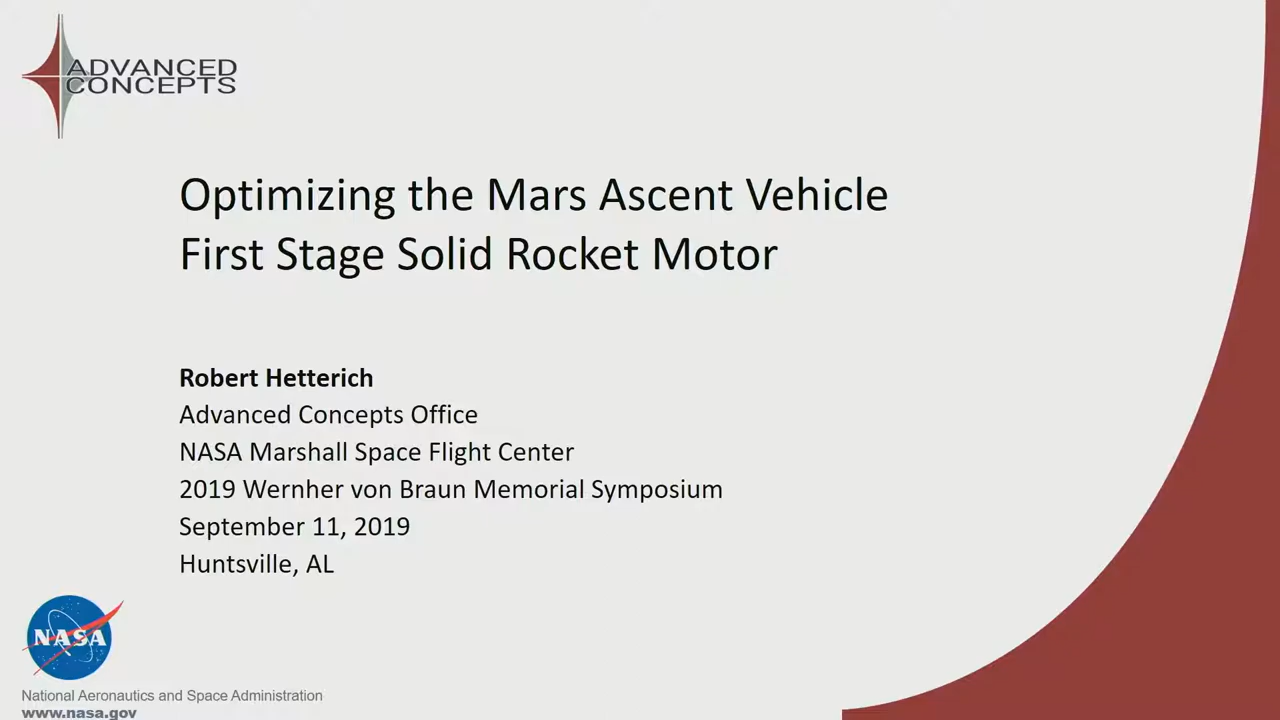 ADVANCED
CONCEPTS
Optimizing the Mars Ascent Vehicle
First Stage Solid Rocket Motor
Robert Hetterich
Advanced Concepts Office
NASA Marshall Space Flight Center
2019 Wernher von Braun Memorial Symposium
September 11, 2019
Huntsville, AL
NASA
National Aeronautics and Space Administration
www.nasa.gov